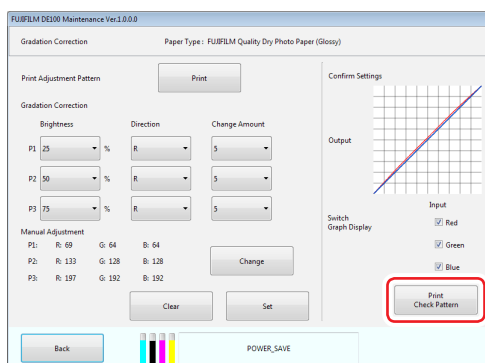 FUJIFILM DE100 Maintenance Ver.1.0.0.0
Gradation Correction Paper Type : FUJIFILM Quality Dry Photo Paper (Glossy)
Print Adjustment Pattern Print
Gradation Correction
Brightness Direction Change Amount
P1 25 % R 5
P2 50 % R 5
P3 75 % R 5
Manual Adjustment
P1: R: 69 G: 64 B: 64
P2: R: 133 G: 128 B: 128
P3: R: 197 G: 192 B: 192
Change
Clear Set
Confirm Settings
Output
Input
Switch
Graph Display
Red
Green
Blue
Print
Check Pattern
Back POWER_SAVE